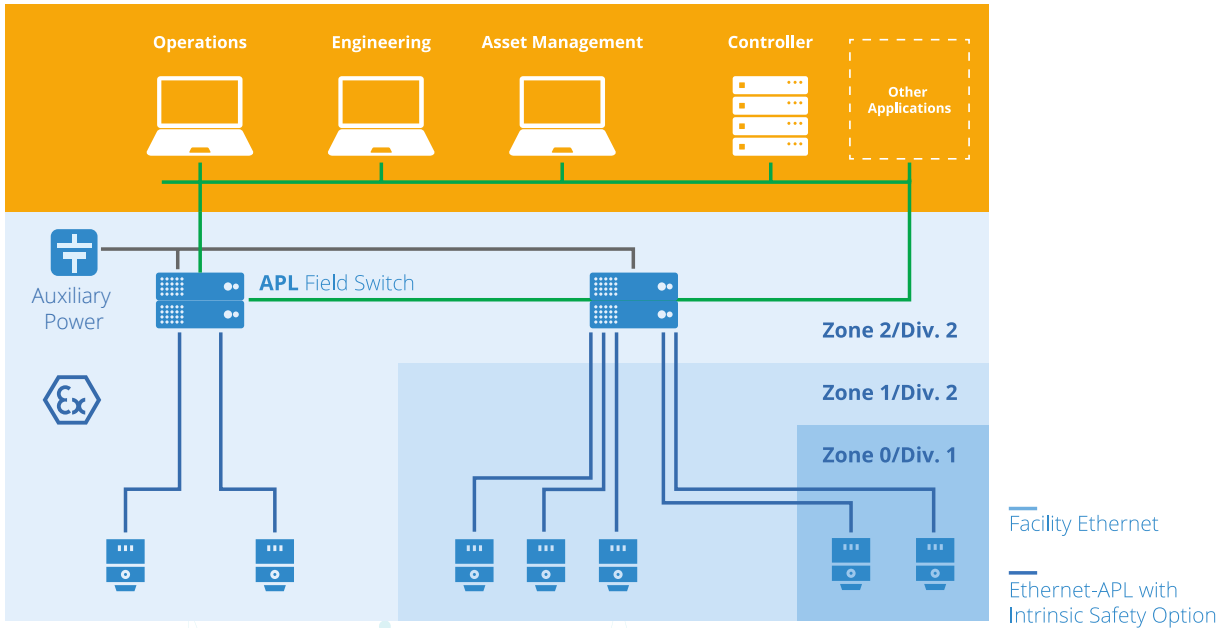 Operations
Engineering
Asset Management
Controller
Other
Applications
Auxiliary
Power
APL Field Switch
Zone 2/Div. 2
Ex
Zone 1/Div. 2
Zone 0/Div. 1
Facility Ethernet
Ethernet-APL with
Intrinsic Safety Option